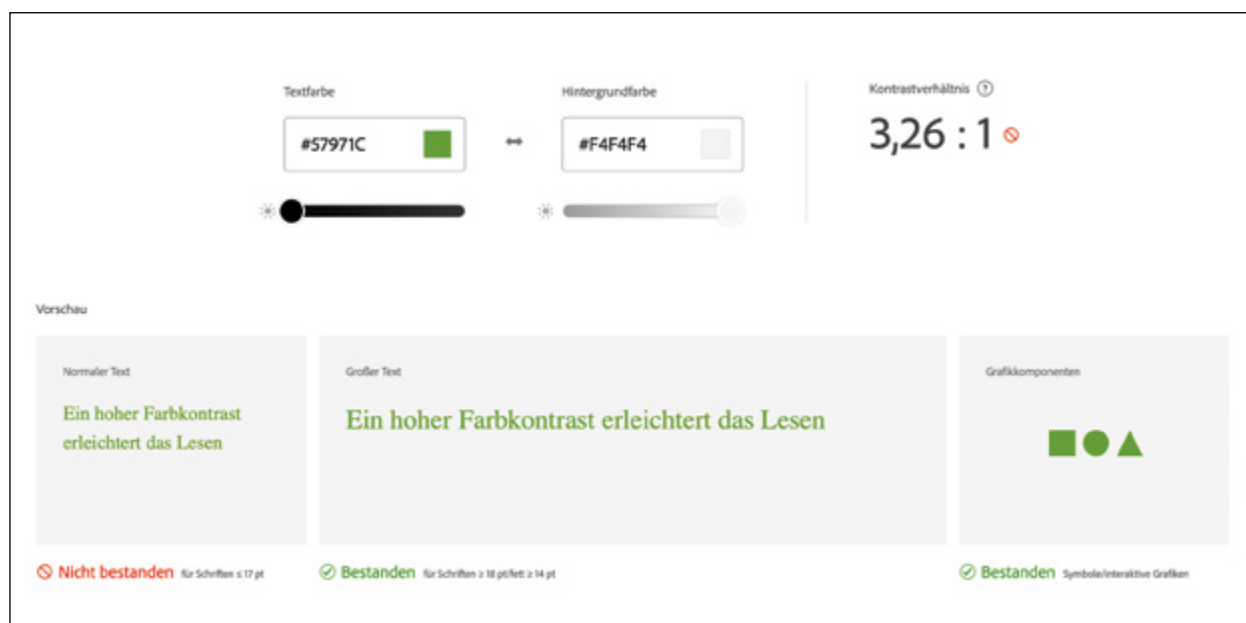 Textfarbe
#57971C
Hintergrundfarbe
#F4F4F4
Kontrastverhältnis ?
3,26 : 1
Vorschau
Normaler Text
Ein hoher Farbkontrast
erleichtert das Lesen
Nicht bestanden für Schriften ≤ 17 pt
Großer Text
Ein hoher Farbkontrast erleichtert das Lesen
Bestanden für Schriften ≥ 18 pt/fett ≥ 14 pt
Grafikkomponenten
Bestanden Symbole/interaktive Grafiken